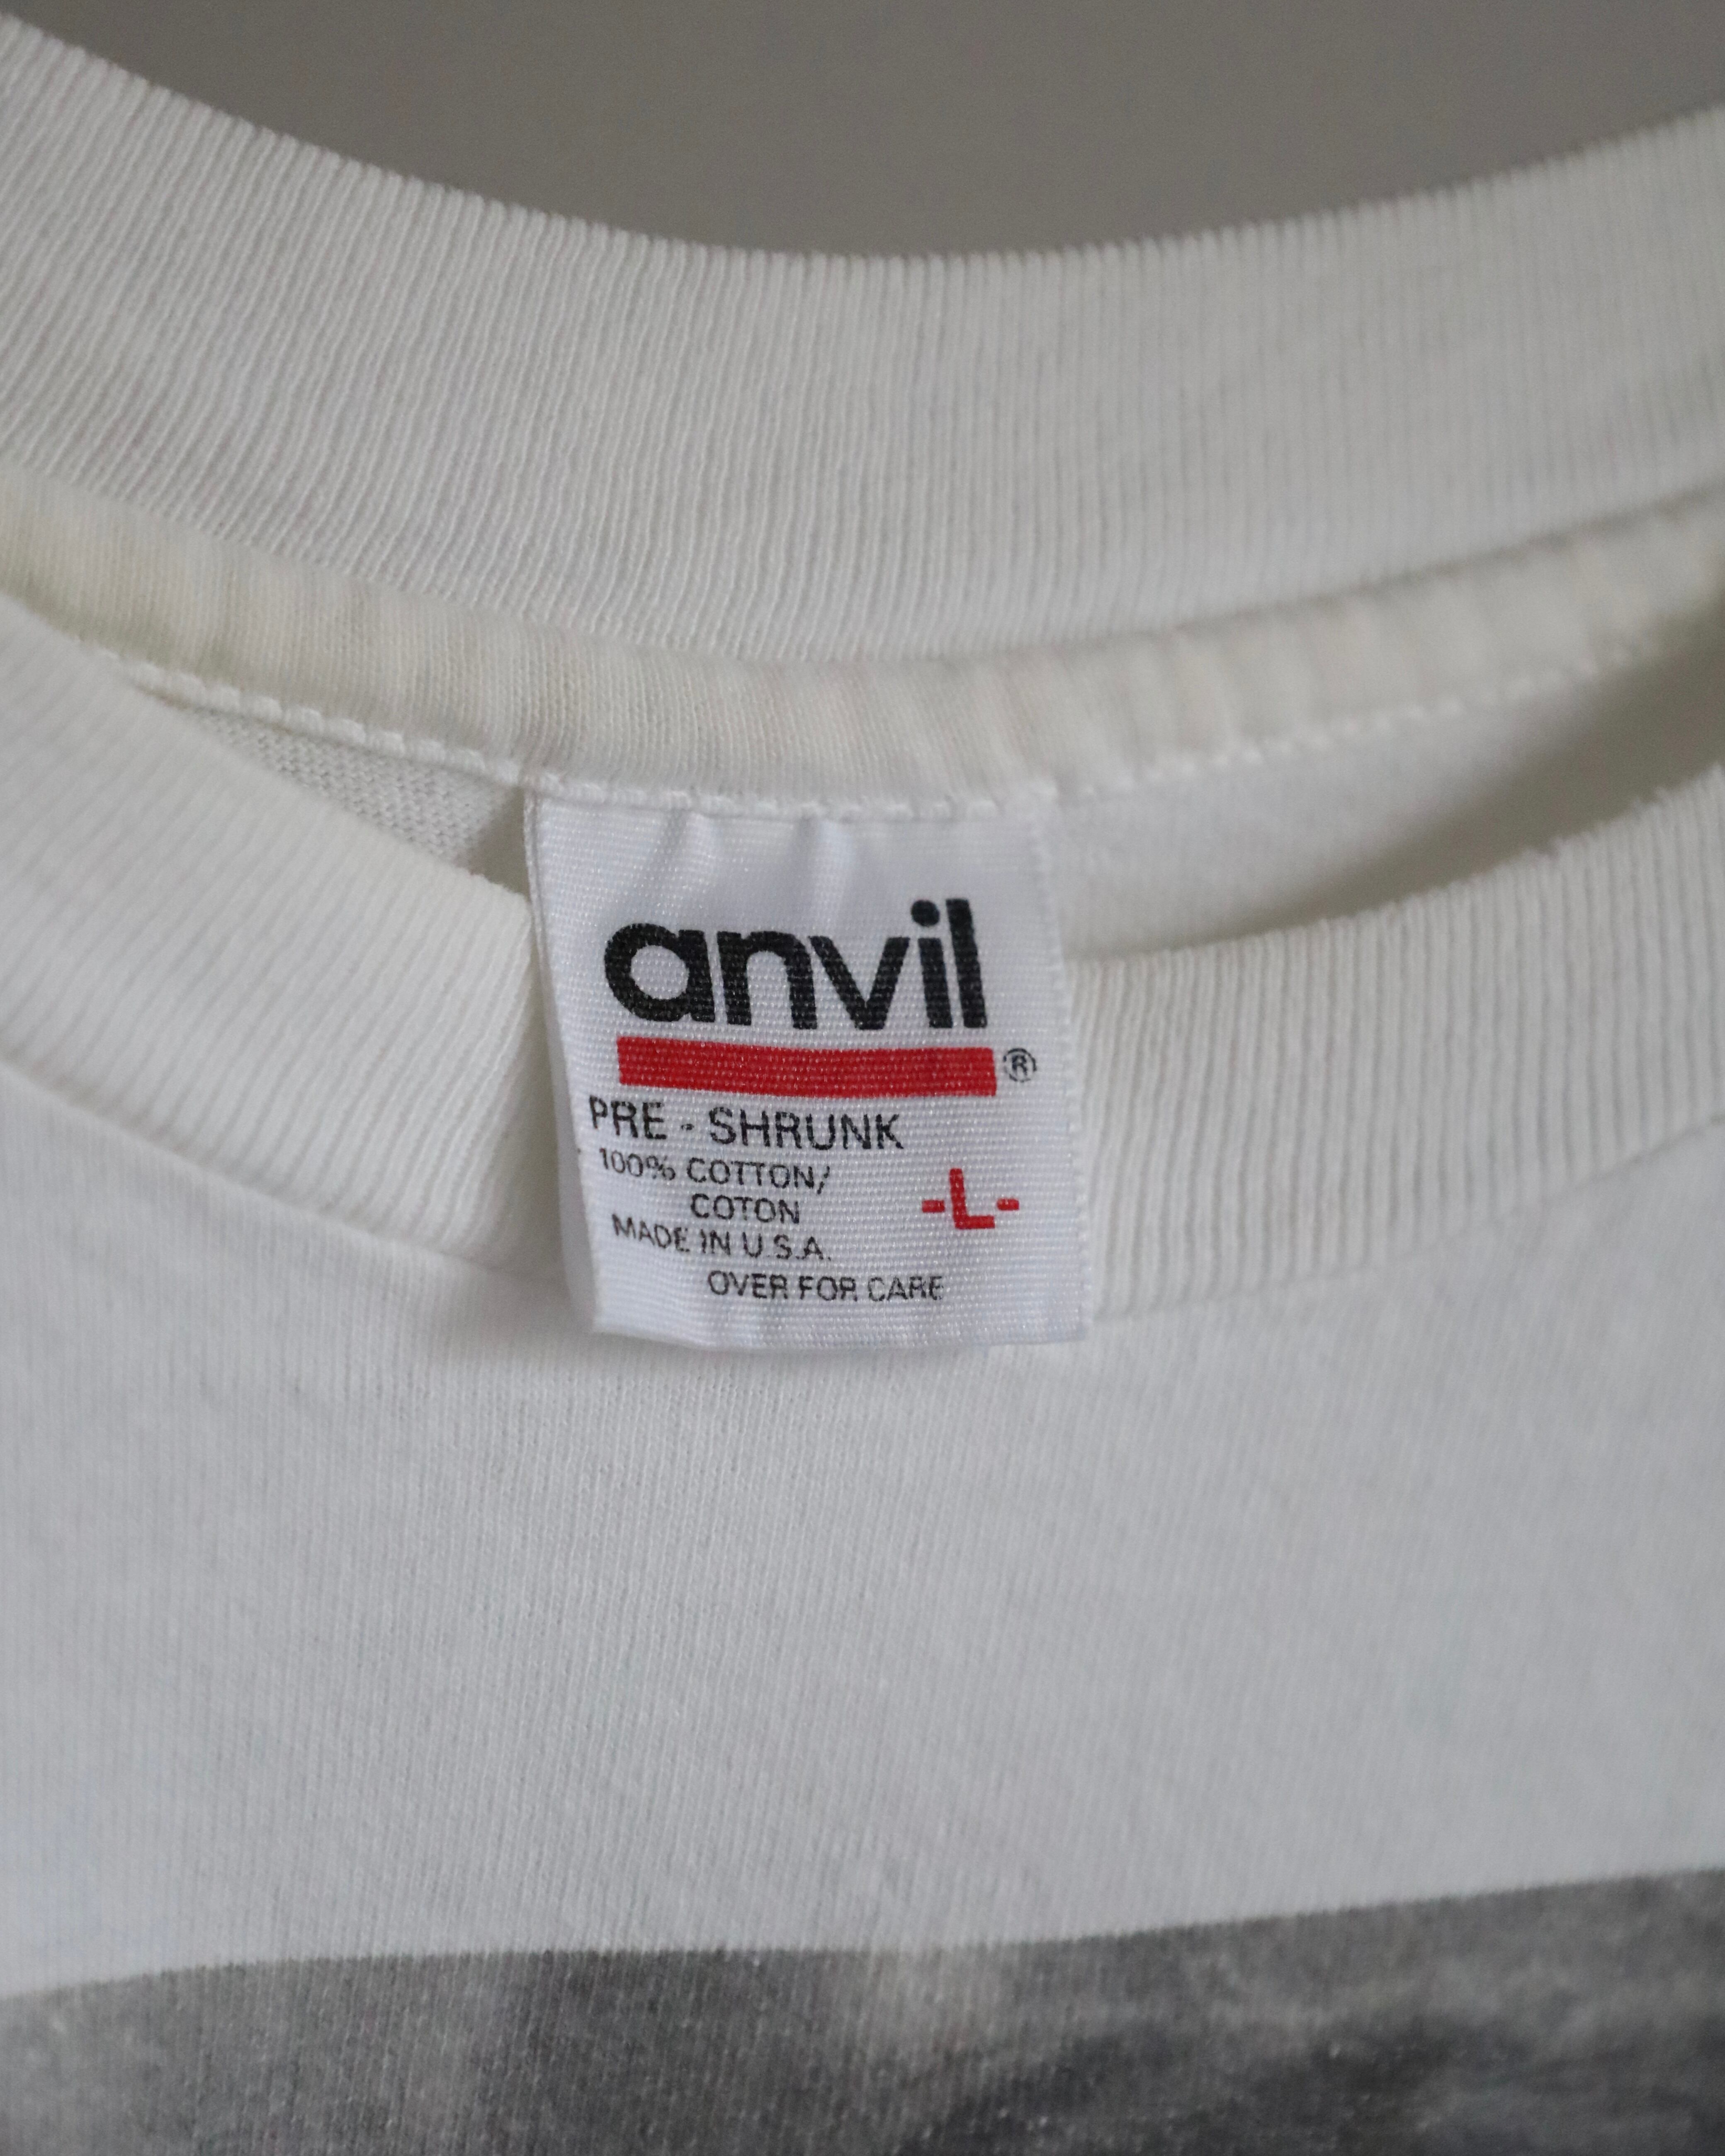 anvil
®
PRE - SHRUNK
100% COTTON/
COTON
-L-
MADE IN U.S.A.
OVER FOR CARE